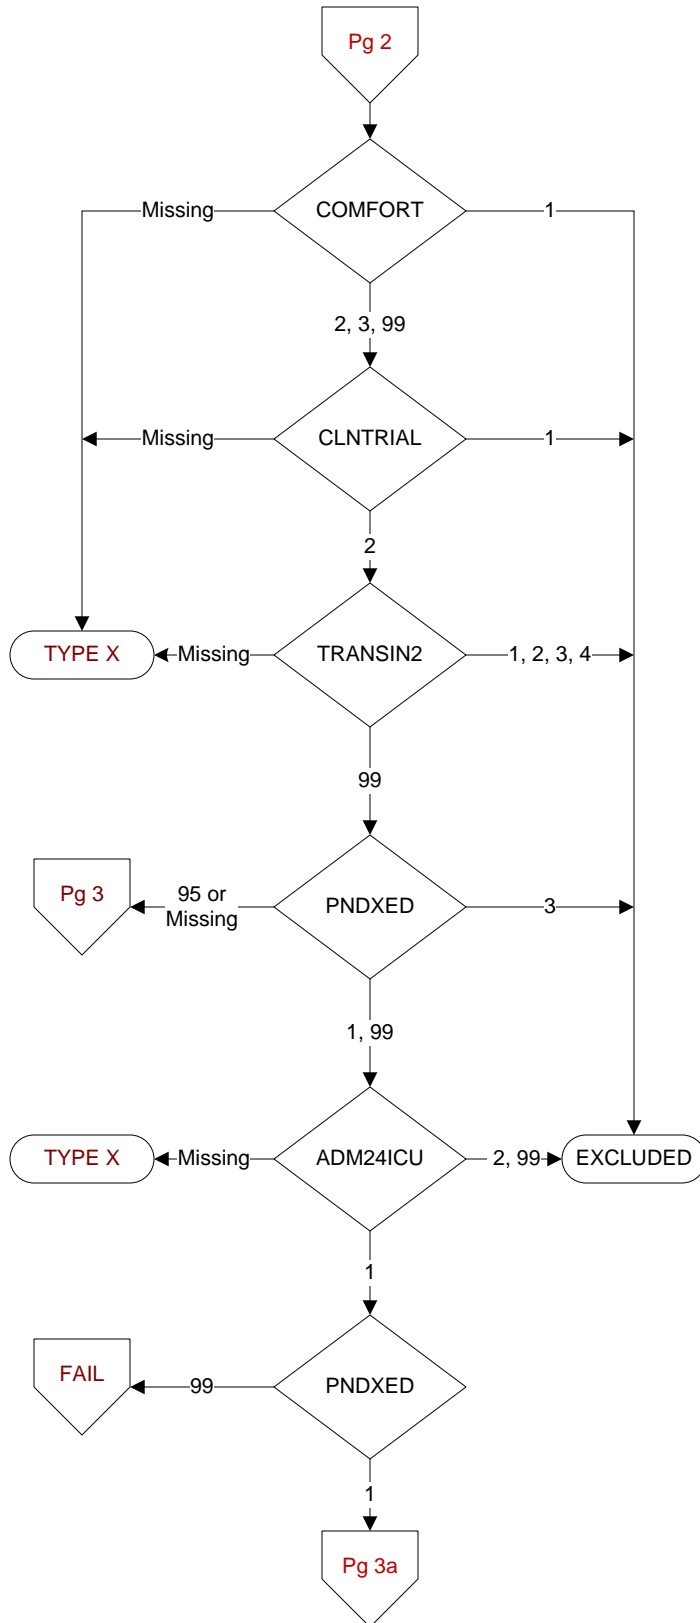 Pg 2
Missing
COMFORT
1
2, 3, 99
Missing
CLNTRIAL
1
2
TYPE X
Missing
TRANSIN2
1, 2, 3, 4
99
Pg 3
95 or
Missing
PNDXED
3
1, 99
TYPE X
Missing
ADM24ICU
2, 99
EXCLUDED
1
FAIL
99
PNDXED
1
Pg 3a